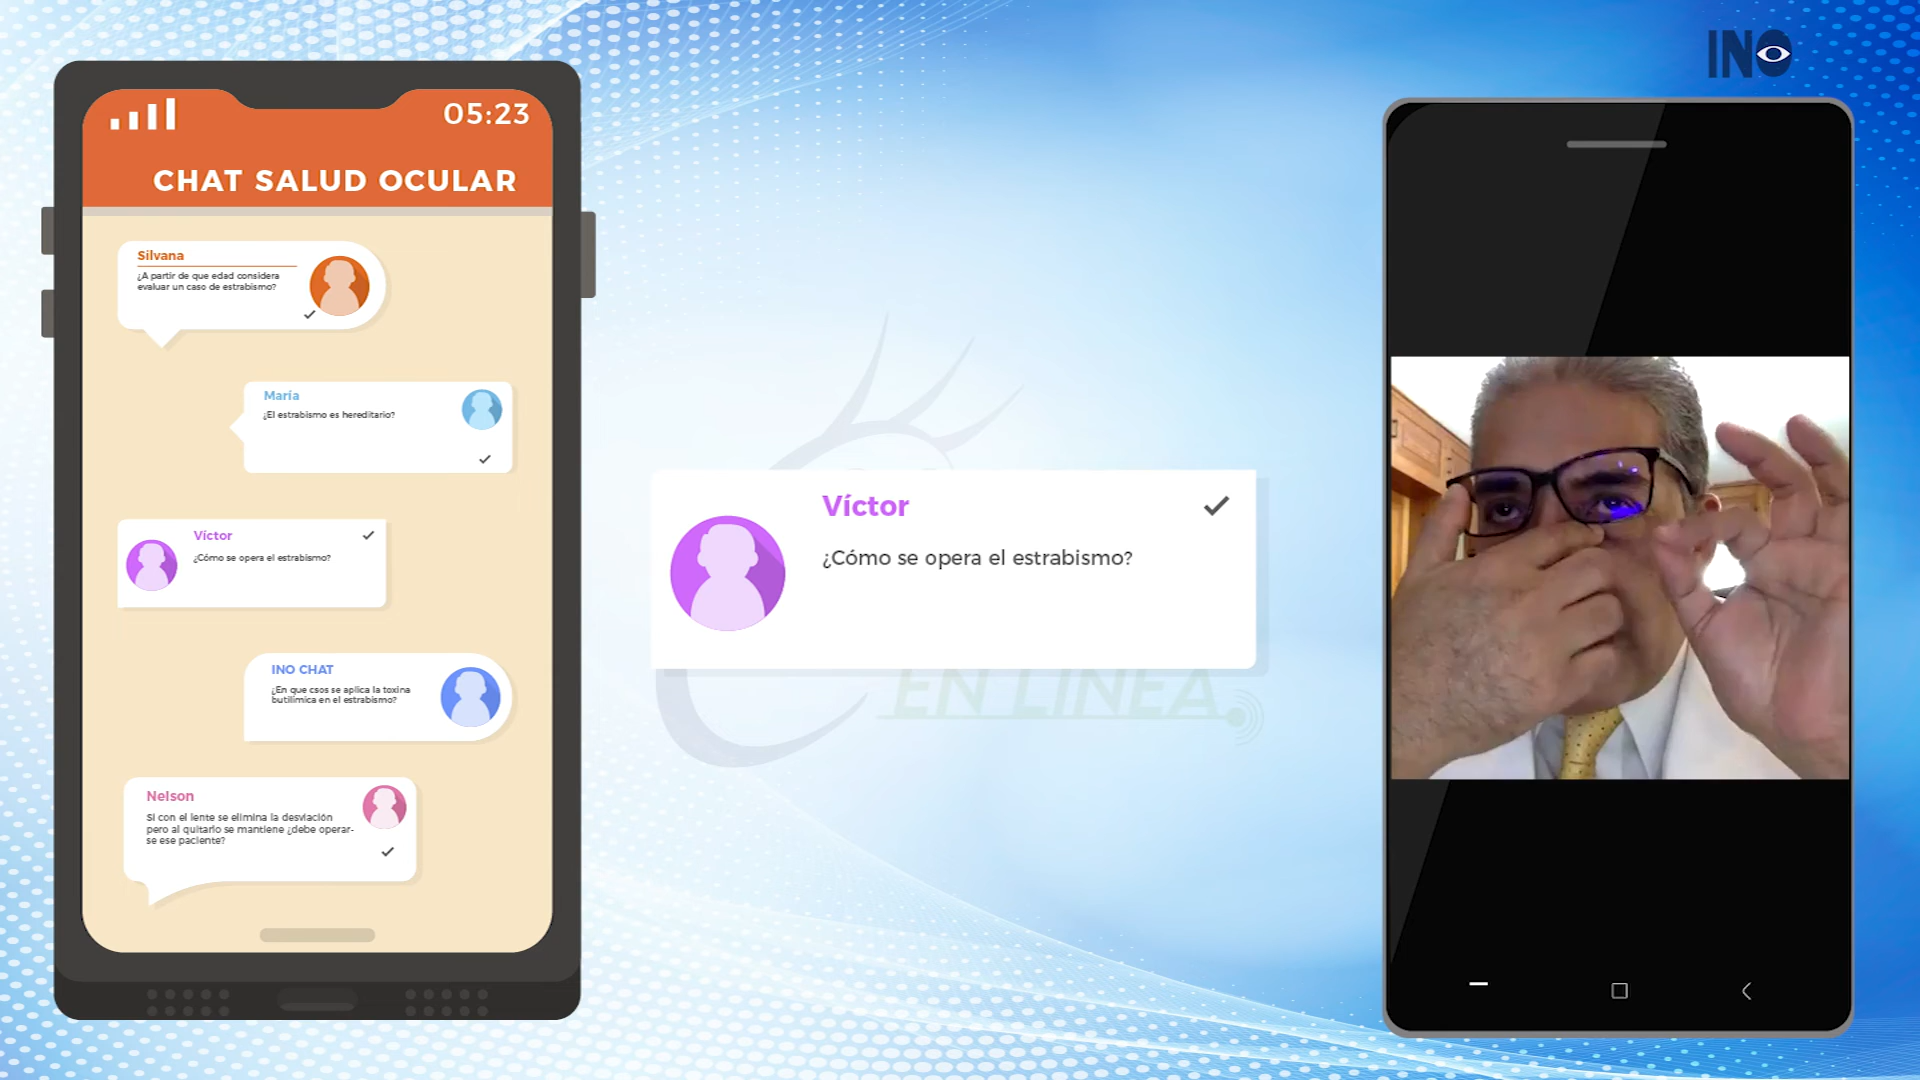 INO
05:23
CHAT SALUD OCULAR
Silvana
¿A partir de que edad considera
evaluar un caso de estrabismo?
María
¿El estrabismo es hereditario?
Víctor
¿Cómo se opera el estrabismo?
INO CHAT
¿En que csos se aplica la toxina
butilímica en el estrabismo?
Nelson
Si con el lente se elimina la desviación
pero al quitarlo se mantiene ¿debe operar-
se ese paciente?
Víctor
¿Cómo se opera el estrabismo?
EN LINEA